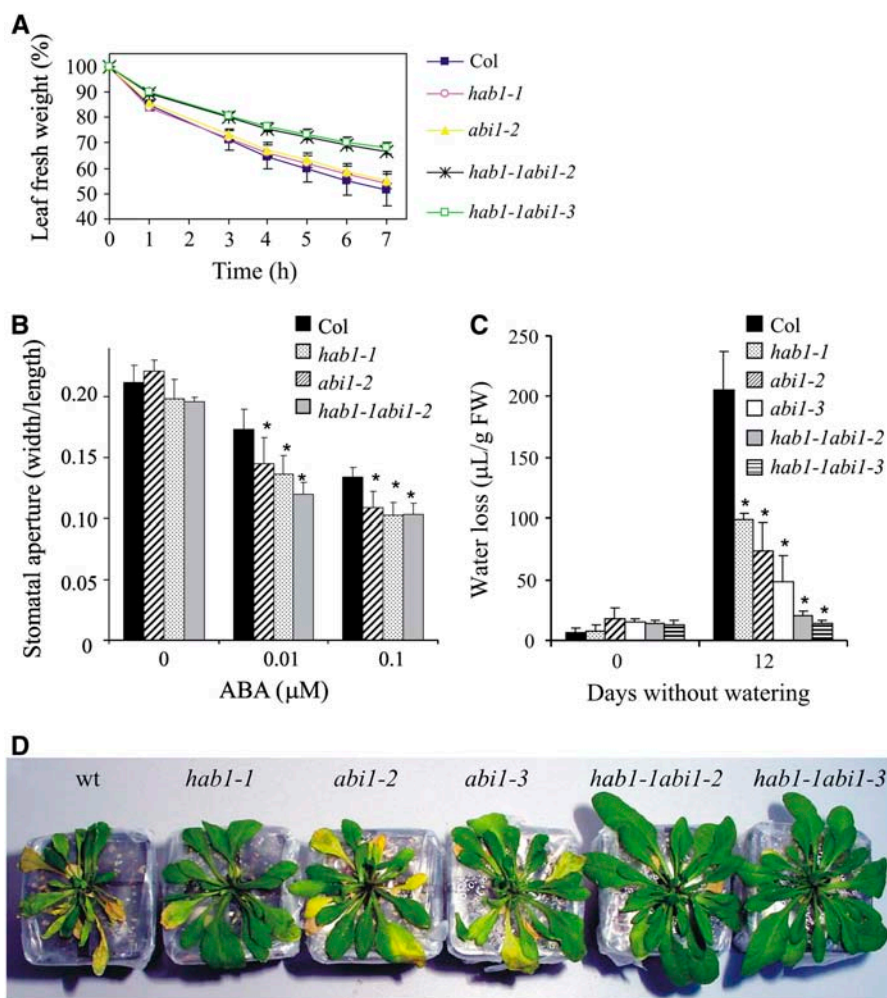 A
Leaf fresh weight (%)
100
90
80
70
60
50
40
0 1 2 3 4 5 6 7
Time (h)
Col
hab1-1
abi1-2
hab1-1abi1-2
hab1-1abi1-3
B
Stomatal aperture (width/length)
0.20
0.15
0.10
0.05
0
Col
hab1-1
abi1-2
hab1-1abi1-2
* * *
* * *
0 0.01 0.1
ABA (µM)
C
Water loss (µL/g FW)
250
200
150
100
50
0
Col
hab1-1
abi1-2
abi1-3
hab1-1abi1-2
hab1-1abi1-3
* * * * *
0 12
Days without watering
D
wt hab1-1 abi1-2 abi1-3 hab1-1abi1-2 hab1-1abi1-3